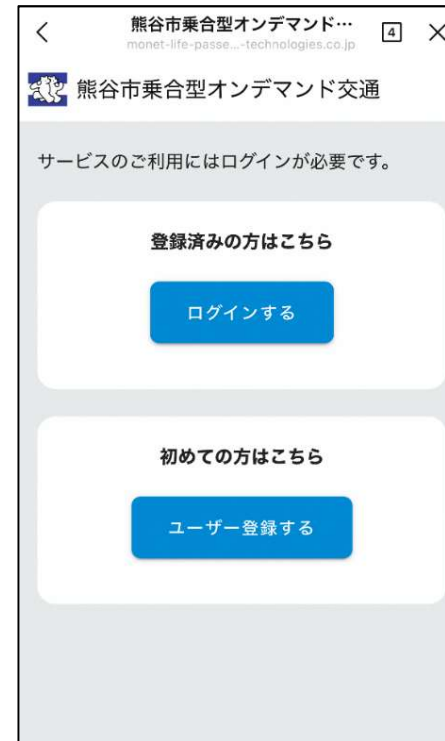 熊谷市乗合型オンデマンド…
monet-life-passe...-technologies.co.jp
4
熊谷市乗合型オンデマンド交通
サービスのご利用にはログインが必要です。
登録済みの方はこちら
ログインする
初めての方はこちら
ユーザー登録する